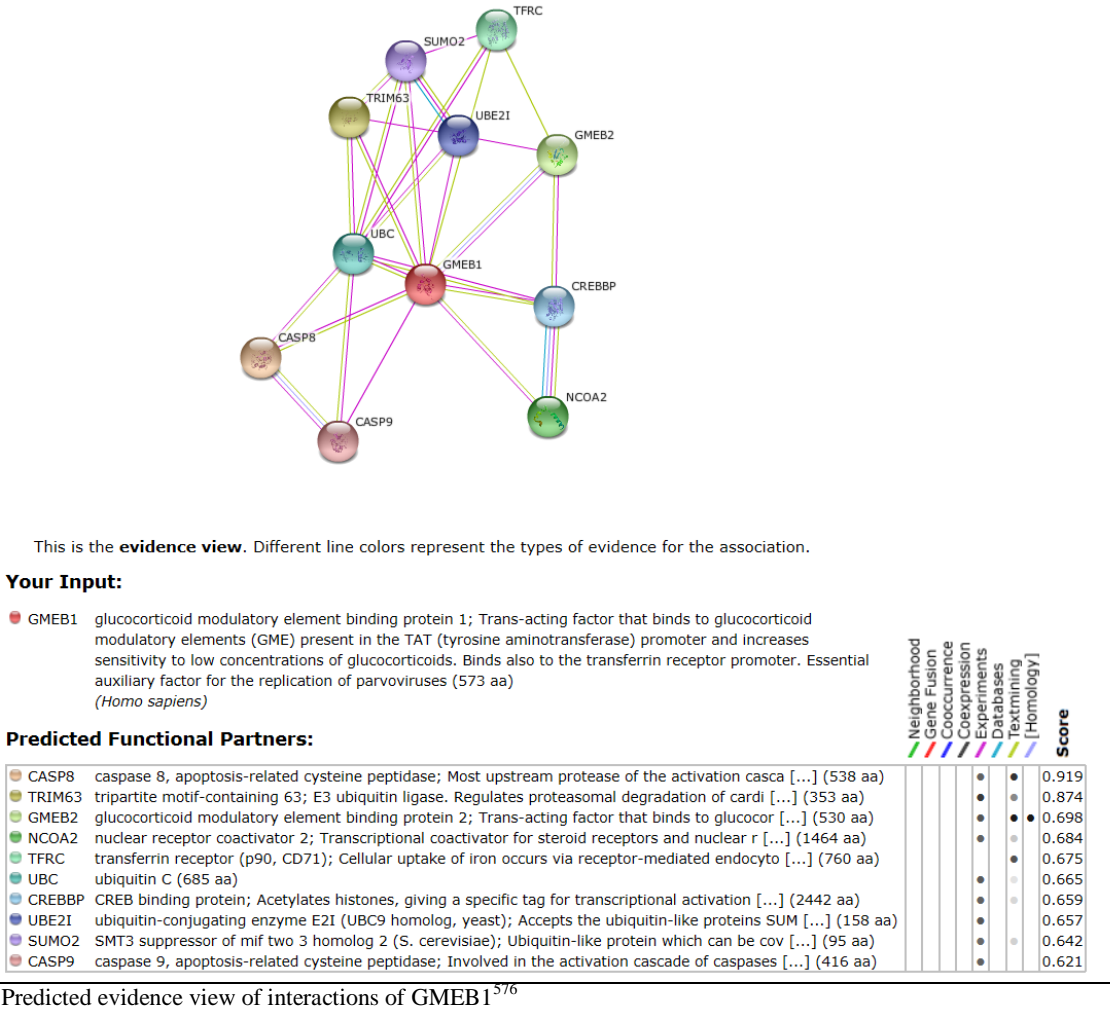 TFRC
SUMO2
TRIM63
UBE2I
GMEB2
UBC
GMEB1
CREBBP
CASP8
NCOA2
CASP9
This is the evidence view. Different line colors represent the types of evidence for the association.
Your Input:
GMEB1 glucocorticoid modulatory element binding protein 1; Trans-acting factor that binds to glucocorticoid
modulatory elements (GME) present in the TAT (tyrosine aminotransferase) promoter and increases
sensitivity to low concentrations of glucocorticoids. Binds also to the transferrin receptor promoter. Essential
auxiliary factor for the replication of parvoviruses (573 aa)
(Homo sapiens)
Neighborhood
Gene Fusion
Cooccurrence
Coexpression
Experiments
Databases
Textmining
[Homology]
Score
Predicted Functional Partners:
CASP8 caspase 8, apoptosis-related cysteine peptidase; Most upstream protease of the activation casca [...] (538 aa) 0.919
TRIM63 tripartite motif-containing 63; E3 ubiquitin ligase. Regulates proteasomal degradation of cardi [...] (353 aa) 0.874
GMEB2 glucocorticoid modulatory element binding protein 2; Trans-acting factor that binds to glucocor [...] (530 aa) 0.698
NCOA2 nuclear receptor coactivator 2; Transcriptional coactivator for steroid receptors and nuclear r [...] (1464 aa) 0.684
TFRC transferrin receptor (p90, CD71); Cellular uptake of iron occurs via receptor-mediated endocyto [...] (760 aa) 0.675
UBC ubiquitin C (685 aa) 0.665
CREBBP CREB binding protein; Acetylates histones, giving a specific tag for transcriptional activation [...] (2442 aa) 0.659
UBE2I ubiquitin-conjugating enzyme E2I (UBC9 homolog, yeast); Accepts the ubiquitin-like proteins SUM [...] (158 aa) 0.657
SUMO2 SMT3 suppressor of mif two 3 homolog 2 (S. cerevisiae); Ubiquitin-like protein which can be cov [...] (95 aa) 0.642
CASP9 caspase 9, apoptosis-related cysteine peptidase; Involved in the activation cascade of caspases [...] (416 aa) 0.621
Predicted evidence view of interactions of GMEB1576